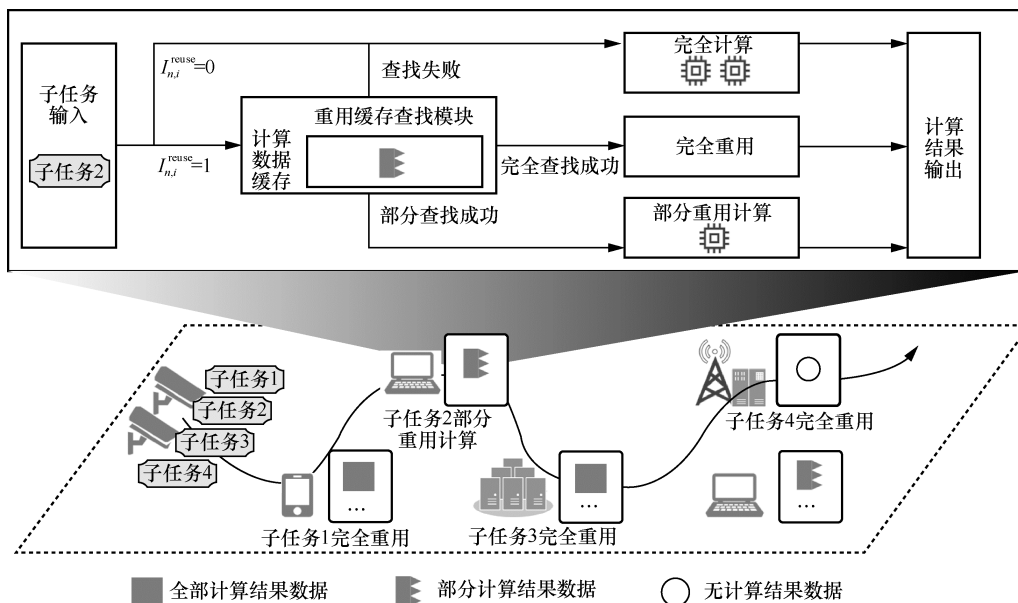 子任务
输入
子任务2
I_{n,i}^{reuse}=0
I_{n,i}^{reuse}=1
查找失败
重用缓存查找模块
计算
数据
缓存
完全查找成功
部分查找成功
完全计算
完全重用
部分重用计算
计算
结果
输出
子任务1
子任务2
子任务3
子任务4
子任务2部分
重用计算
子任务4完全重用
...
...
...
子任务1完全重用
子任务3完全重用
全部计算结果数据
部分计算结果数据
无计算结果数据